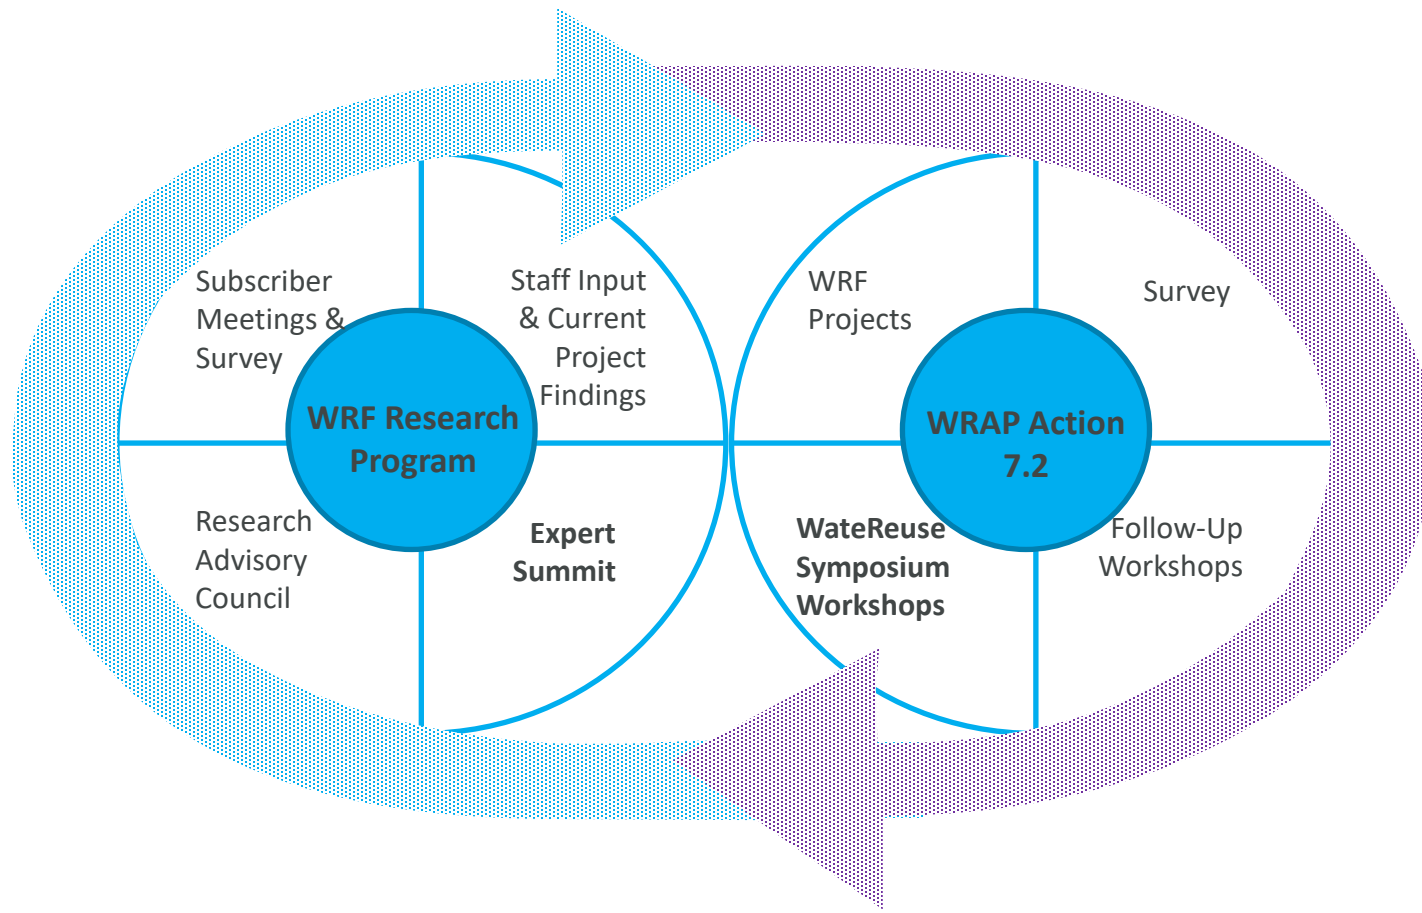 Subscriber
Meetings &
Survey
Staff Input
& Current
Project
Findings
WRF Research
Program
Research
Advisory
Council
Expert
Summit
WRF
Projects
Survey
WRAP Action
7.2
WateReuse
Symposium
Workshops
Follow-Up
Workshops